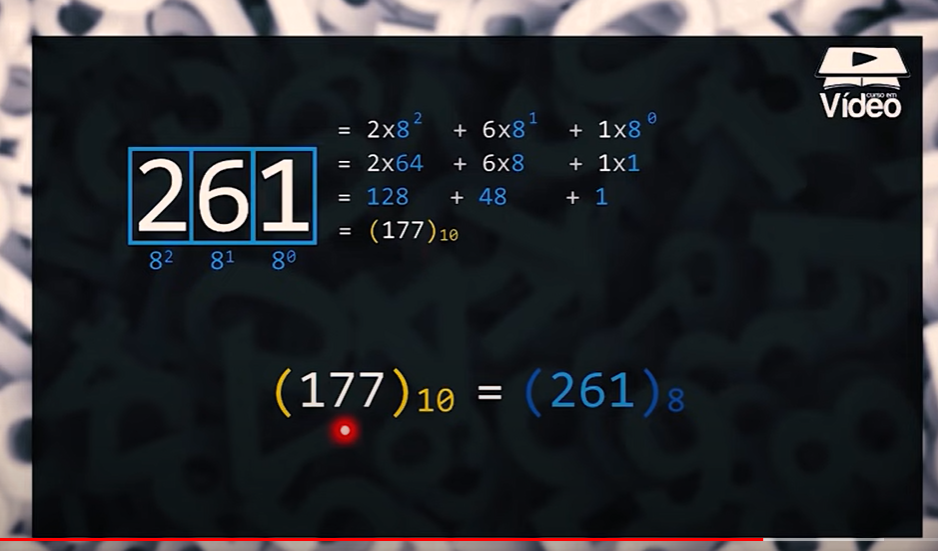 curso em
Vídeo
= 2x8² + 6x8¹ + 1x8⁰
= 2x64 + 6x8 + 1x1
= 128 + 48 + 1
= (177)₁₀
261
8² 8¹ 8⁰
(177)₁₀ = (261)₈